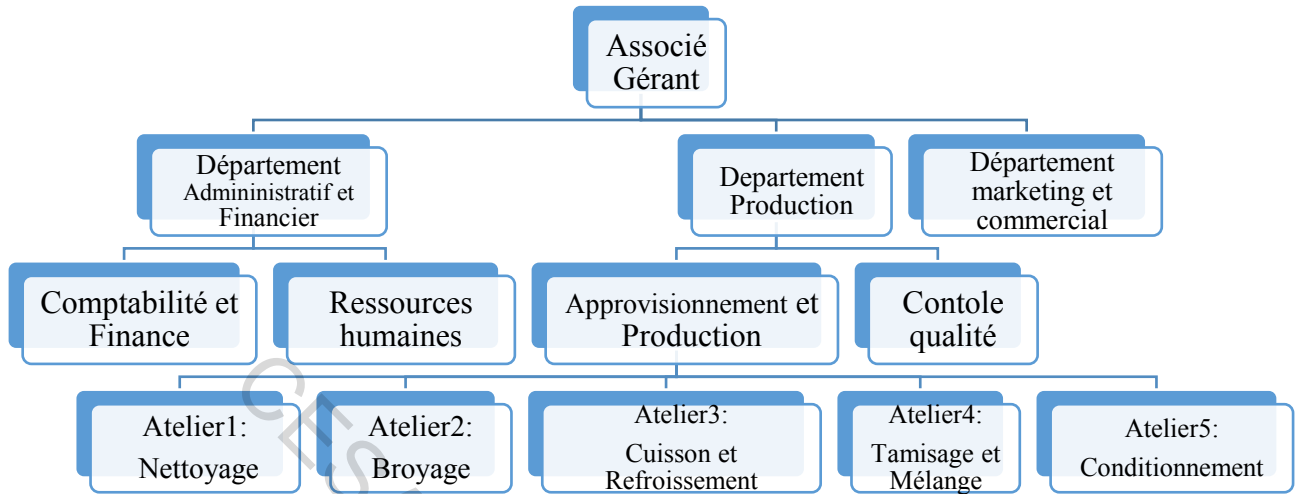 Associé
Gérant
Département
Admininistratif et
Financier
Departement
Production
Département
marketing et
commercial
Comptabilité et
Finance
Ressources
humaines
Approvisionnement et
Production
Contole
qualité
Atelier1:
Nettoyage
Atelier2:
Broyage
Atelier3:
Cuisson et
Refroissement
Atelier4:
Tamisage et
Mélange
Atelier5:
Conditionnement